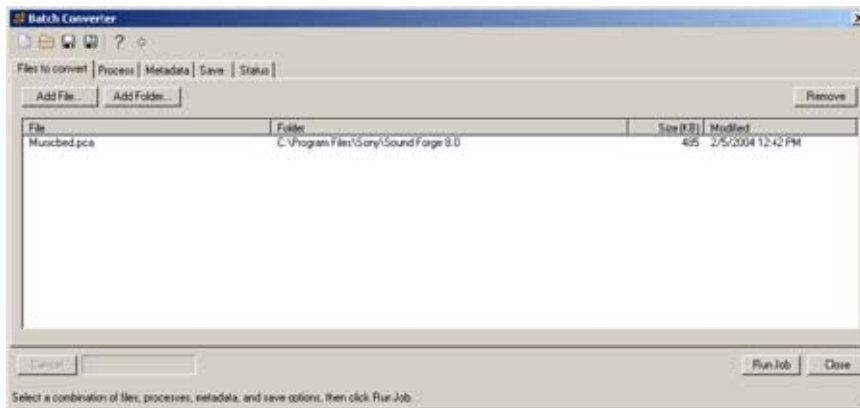 Batch Converter
Files to convert Process Metadata Save Status
Add File... Add Folder... Remove
File Folder Size (KB) Modified
Musicbed.pca C:\Program Files\Sony\Sound Forge 8.0 485 2/5/2004 12:42 PM
Cancel Run Job Close
Select a combination of files, processes, metadata, and save options, then click Run Job.